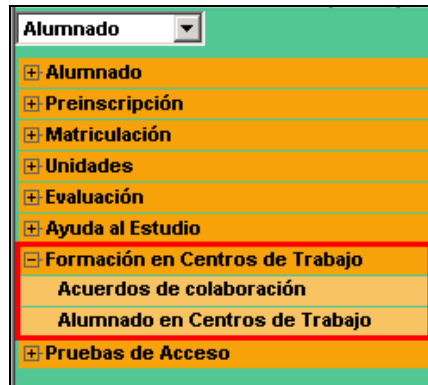 Alumnado
Alumnado
Preinscripción
Matriculación
Unidades
Evaluación
Ayuda al Estudio
Formación en Centros de Trabajo
Acuerdos de colaboración
Alumnado en Centros de Trabajo
Pruebas de Acceso